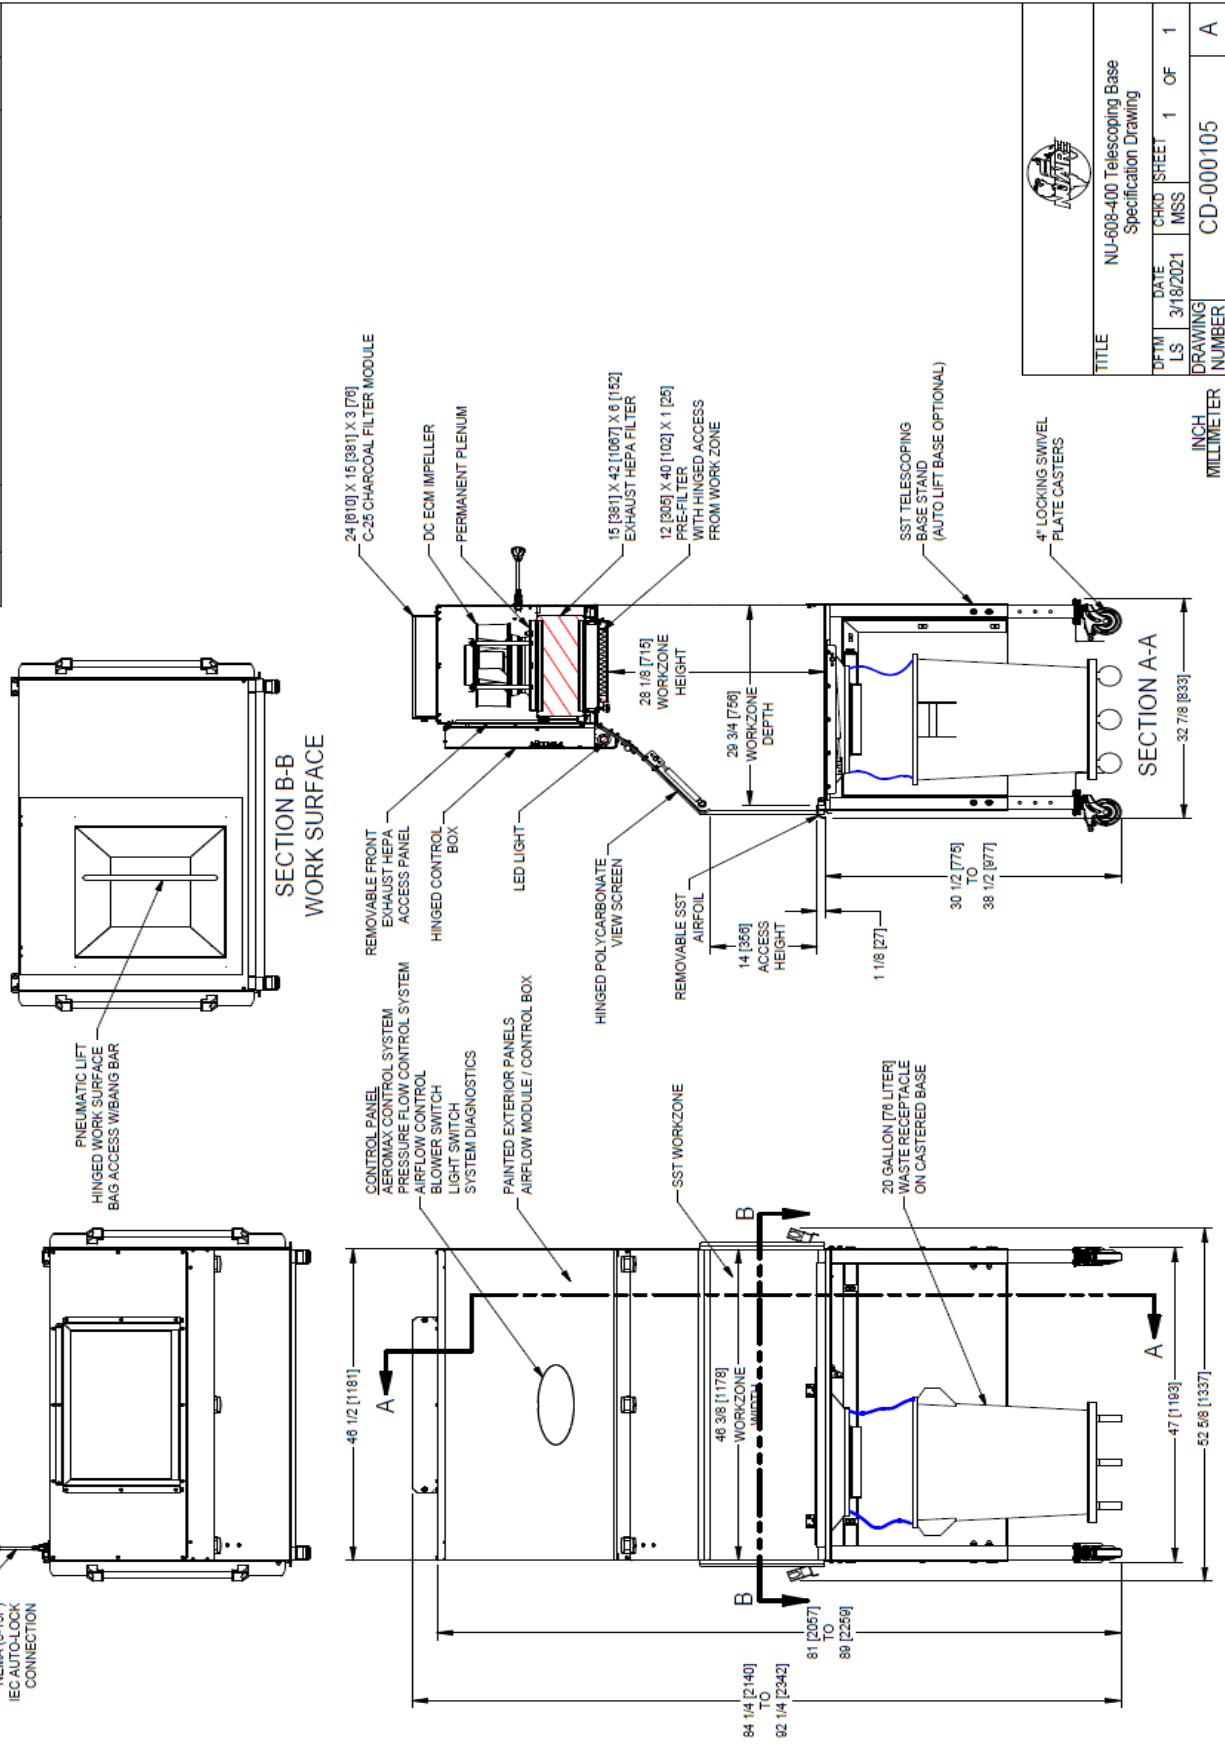 NEMA (5-15P)
IEC AUTO-LOCK
CONNECTION
PNEUMATIC LIFT
HINGED WORK SURFACE
BAG ACCESS W/BANG BAR
SECTION B-B
WORK SURFACE
46 1/2 [1181]
CONTROL PANEL
AEROMAX CONTROL SYSTEM
PRESSURE FLOW CONTROL SYSTEM
AIRFLOW CONTROL
BLOWER SWITCH
LIGHT SWITCH
SYSTEM DIAGNOSTICS
PAINTED EXTERIOR PANELS
AIRFLOW MODULE / CONTROL BOX
SST WORKZONE
A
A
B
B
46 3/8 [1178]
WORKZONE
WIDTH
84 1/4 [2140]
TO
92 1/4 [2342]
81 [2057]
TO
89 [2259]
20 GALLON [76 LITER]
WASTE RECEPTACLE
ON CASTERED BASE
47 [1193]
52 5/8 [1337]
REMOVABLE FRONT
EXHAUST HEPA
ACCESS PANEL
HINGED CONTROL
BOX
LED LIGHT
HINGED POLYCARBONATE
VIEW SCREEN
REMOVABLE SST
AIRFOIL
14 [356]
ACCESS
HEIGHT
1 1/8 [27]
30 1/2 [775]
TO
38 1/2 [977]
24 [610] X 15 [381] X 3 [76]
C-25 CHARCOAL FILTER MODULE
DC ECM IMPELLER
PERMANENT PLENUM
15 [381] X 42 [1067] X 6 [152]
EXHAUST HEPA FILTER
12 [305] X 40 [102] X 1 [25]
PRE-FILTER
WITH HINGED ACCESS
FROM WORK ZONE
28 1/8 [715]
WORKZONE
HEIGHT
29 3/4 [756]
WORKZONE
DEPTH
SST TELESCOPING
BASE STAND
(AUTO LIFT BASE OPTIONAL)
4" LOCKING SWIVEL
PLATE CASTERS
SECTION A-A
32 7/8 [833]
INCH
MILLIMETER
NUAIRE
TITLE
NU-608-400 Telescoping Base
Specification Drawing
DFTM DATE CHKD SHEET 1 OF 1
LS 3/18/2021 MSS
DRAWING
NUMBER
CD-000105
A